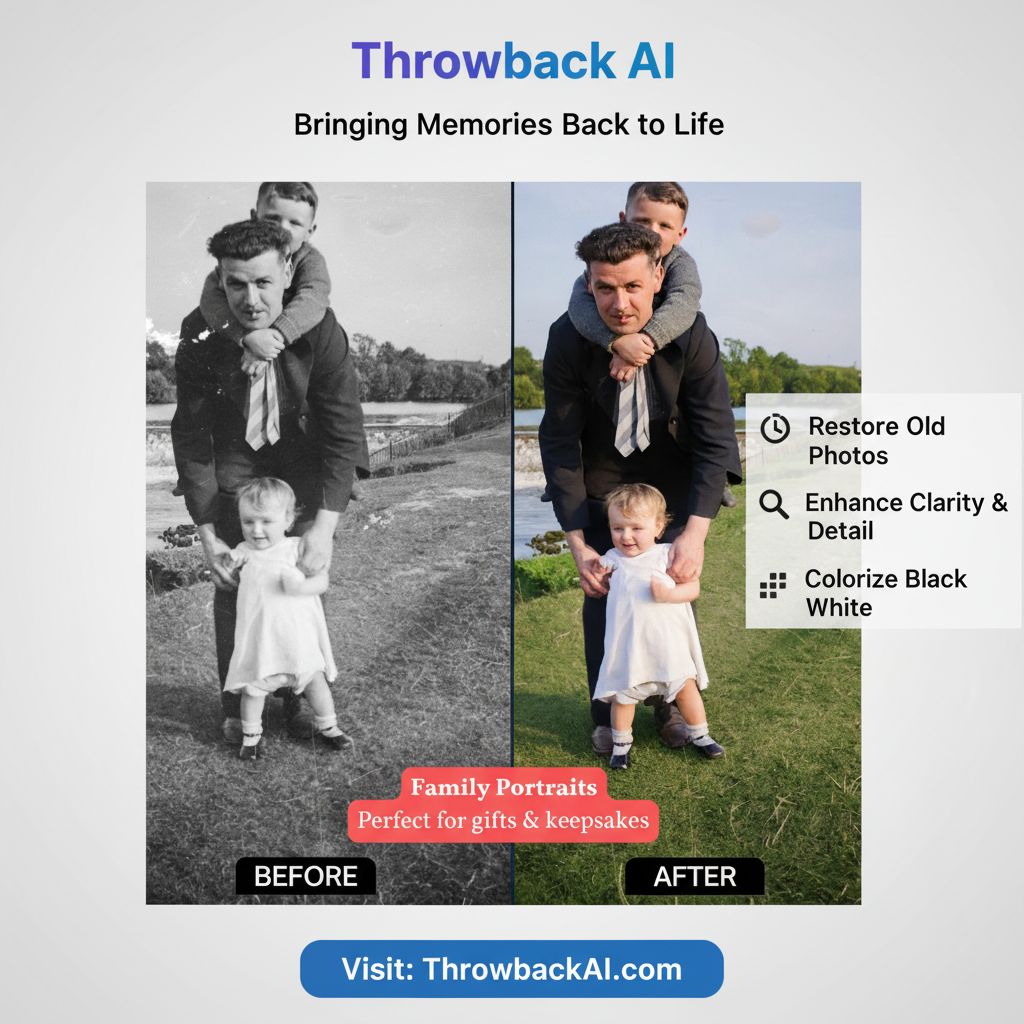 Throwback AI
Bringing Memories Back to Life
Restore Old
Photos
Enhance Clarity &
Detail
Colorize Black
White
Family Portraits
Perfect for gifts & keepsakes
BEFORE
AFTER
Visit: ThrowbackAI.com